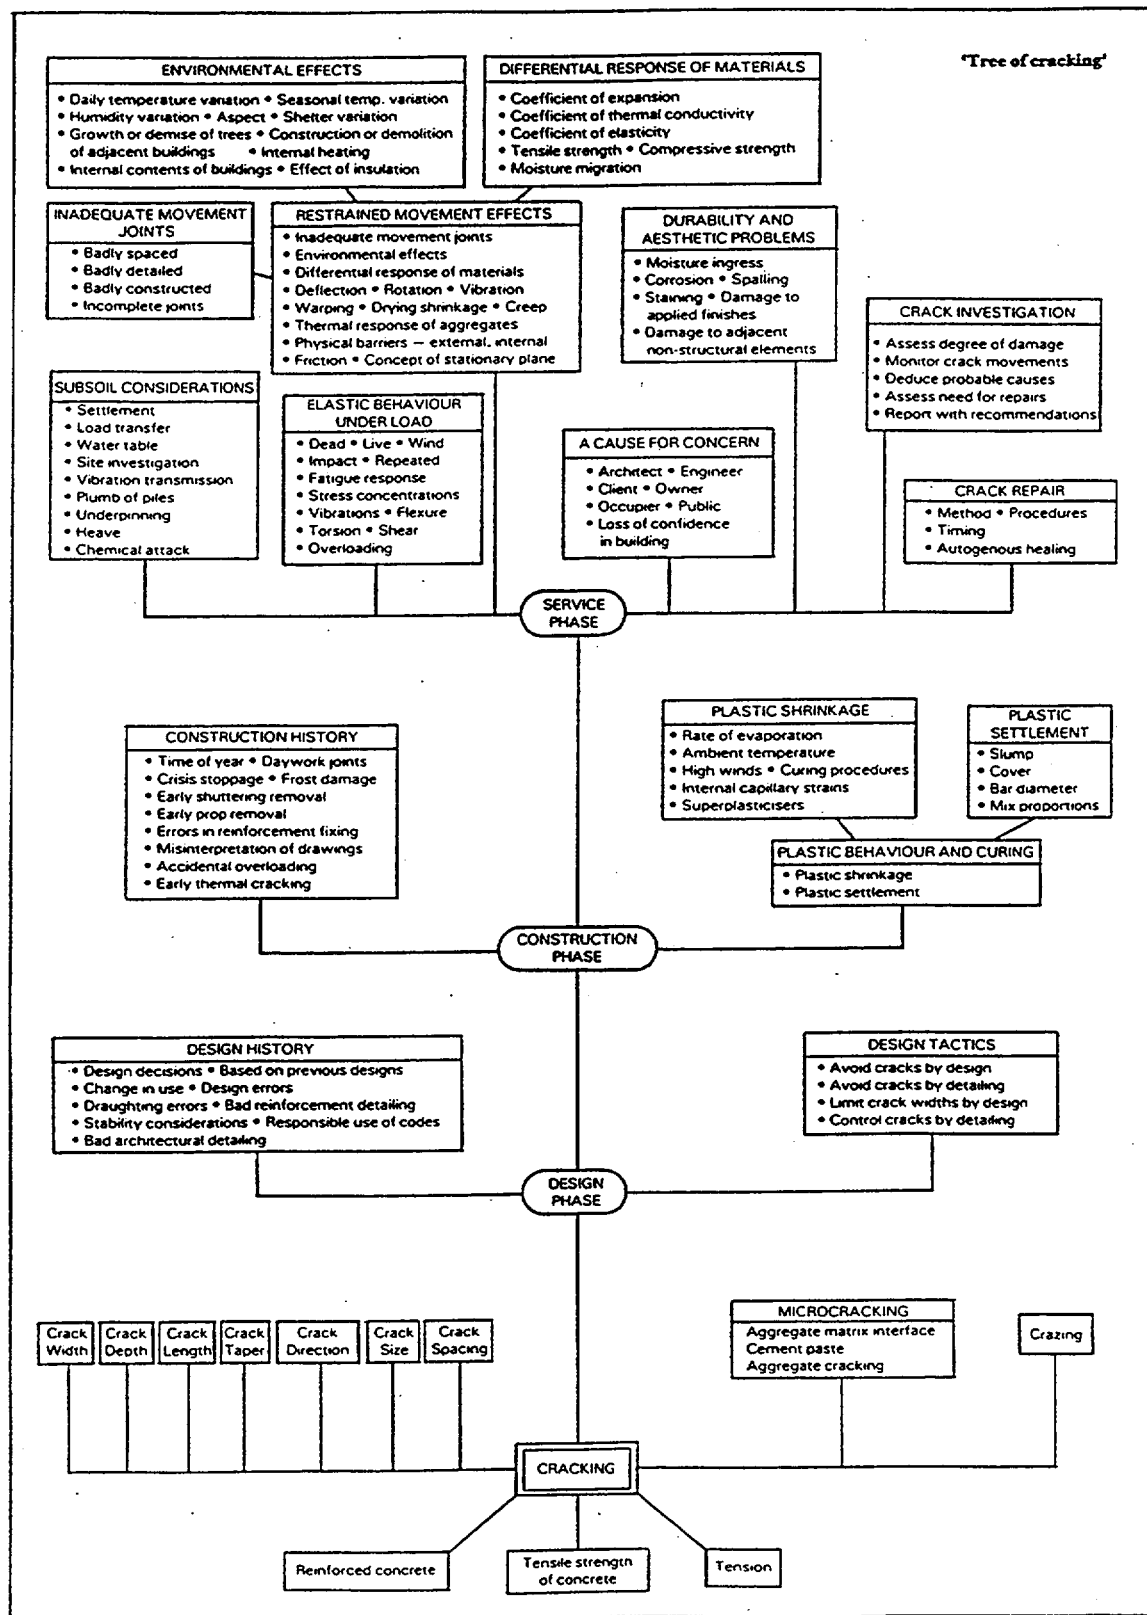 'Tree of cracking'
ENVIRONMENTAL EFFECTS
• Daily temperature variation • Seasonal temp. variation
• Humidity variation • Aspect • Shelter variation
• Growth or demise of trees • Construction or demolition
of adjacent buildings • Internal heating
• Internal contents of buildings • Effect of insulation
DIFFERENTIAL RESPONSE OF MATERIALS
• Coefficient of expansion
• Coefficient of thermal conductivity
• Coefficient of elasticity
• Tensile strength • Compressive strength
• Moisture migration
INADEQUATE MOVEMENT
JOINTS
• Badly spaced
• Badly detailed
• Badly constructed
• Incomplete joints
RESTRAINED MOVEMENT EFFECTS
• Inadequate movement joints
• Environmental effects
• Differential response of materials
• Deflection • Rotation • Vibration
• Warping • Drying shrinkage • Creep
• Thermal response of aggregates
• Physical barriers — external, internal
• Friction • Concept of stationary plane
DURABILITY AND
AESTHETIC PROBLEMS
• Moisture ingress
• Corrosion • Spalling
• Staining • Damage to
applied finishes
• Damage to adjacent
non-structural elements
CRACK INVESTIGATION
• Assess degree of damage
• Monitor crack movements
• Deduce probable causes
• Assess need for repairs
• Report with recommendations
SUBSOIL CONSIDERATIONS
• Settlement
• Load transfer
• Water table
• Site investigation
• Vibration transmission
• Plumb of piles
• Underpinning
• Heave
• Chemical attack
ELASTIC BEHAVIOUR
UNDER LOAD
• Dead • Live • Wind
• Impact • Repeated
• Fatigue response
• Stress concentrations
• Vibrations • Flexure
• Torsion • Shear
• Overloading
A CAUSE FOR CONCERN
• Architect • Engineer
• Client • Owner
• Occupier • Public
• Loss of confidence
in building
CRACK REPAIR
• Method • Procedures
• Timing
• Autogenous healing
SERVICE
PHASE
CONSTRUCTION HISTORY
• Time of year • Daywork joints
• Crisis stoppage • Frost damage
• Early shuttering removal
• Early prop removal
• Errors in reinforcement fixing
• Misinterpretation of drawings
• Accidental overloading
• Early thermal cracking
PLASTIC SHRINKAGE
• Rate of evaporation
• Ambient temperature
• High winds • Curing procedures
• Internal capillary strains
• Superplasticisers
PLASTIC
SETTLEMENT
• Slump
• Cover
• Bar diameter
• Mix proportions
PLASTIC BEHAVIOUR AND CURING
• Plastic shrinkage
• Plastic settlement
CONSTRUCTION
PHASE
DESIGN HISTORY
• Design decisions • Based on previous designs
• Change in use • Design errors
• Draughting errors • Bad reinforcement detailing
• Stability considerations • Responsible use of codes
• Bad architectural detailing
DESIGN TACTICS
• Avoid cracks by design
• Avoid cracks by detailing
• Limit crack widths by design
• Control cracks by detailing
DESIGN
PHASE
Crack
Width
Crack
Depth
Crack
Length
Crack
Taper
Crack
Direction
Crack
Size
Crack
Spacing
MICROCRACKING
Aggregate matrix interface
Cement paste
Aggregate cracking
Crazing
CRACKING
Reinforced concrete
Tensile strength
of concrete
Tension